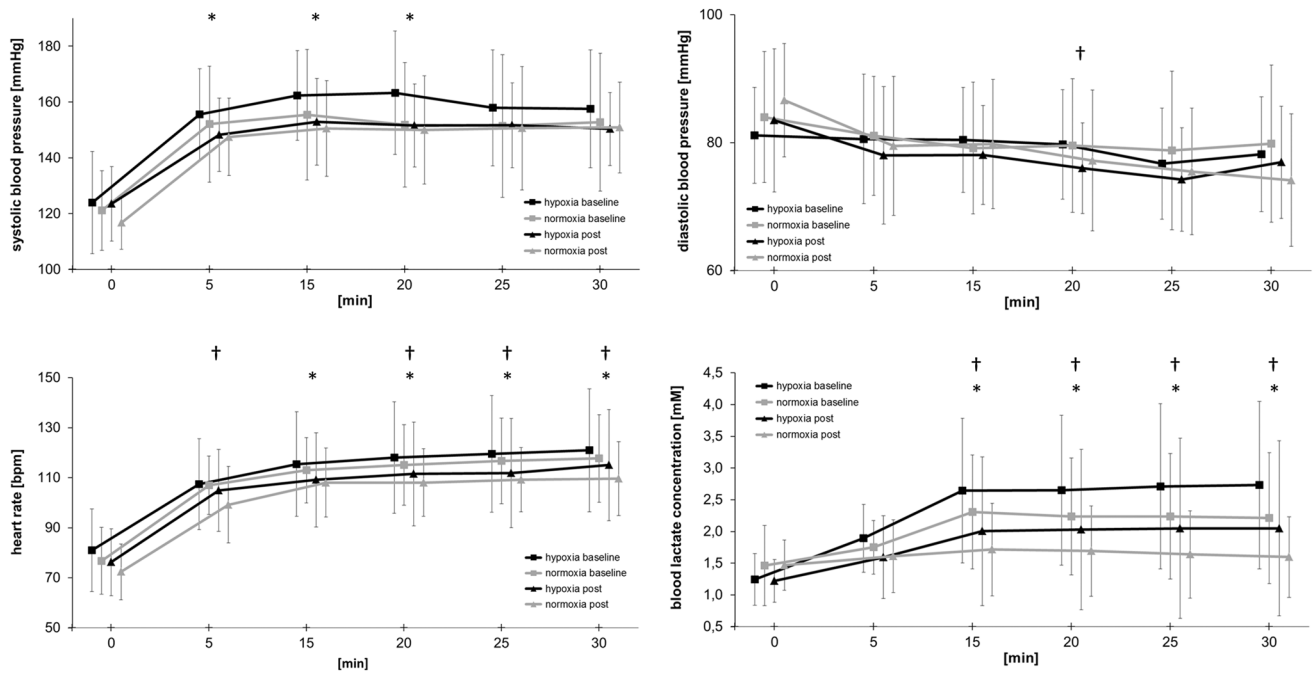 * * *
systolic blood pressure [mmHg]
180
160
140
120
100
hypoxia baseline
normoxia baseline
hypoxia post
normoxia post
0 5 15 20 25 30
[min]
†
diastolic blood pressure [mmHg]
100
80
60
hypoxia baseline
normoxia baseline
hypoxia post
normoxia post
0 5 15 20 25 30
[min]
† † † †
* * * *
heart rate [bpm]
150
130
110
90
70
50
hypoxia baseline
normoxia baseline
hypoxia post
normoxia post
0 5 15 20 25 30
[min]
† † † †
* * * *
blood lactate concentration [mM]
4,5
4,0
3,5
3,0
2,5
2,0
1,5
1,0
0,5
hypoxia baseline
normoxia baseline
hypoxia post
normoxia post
0 5 15 20 25 30
[min]